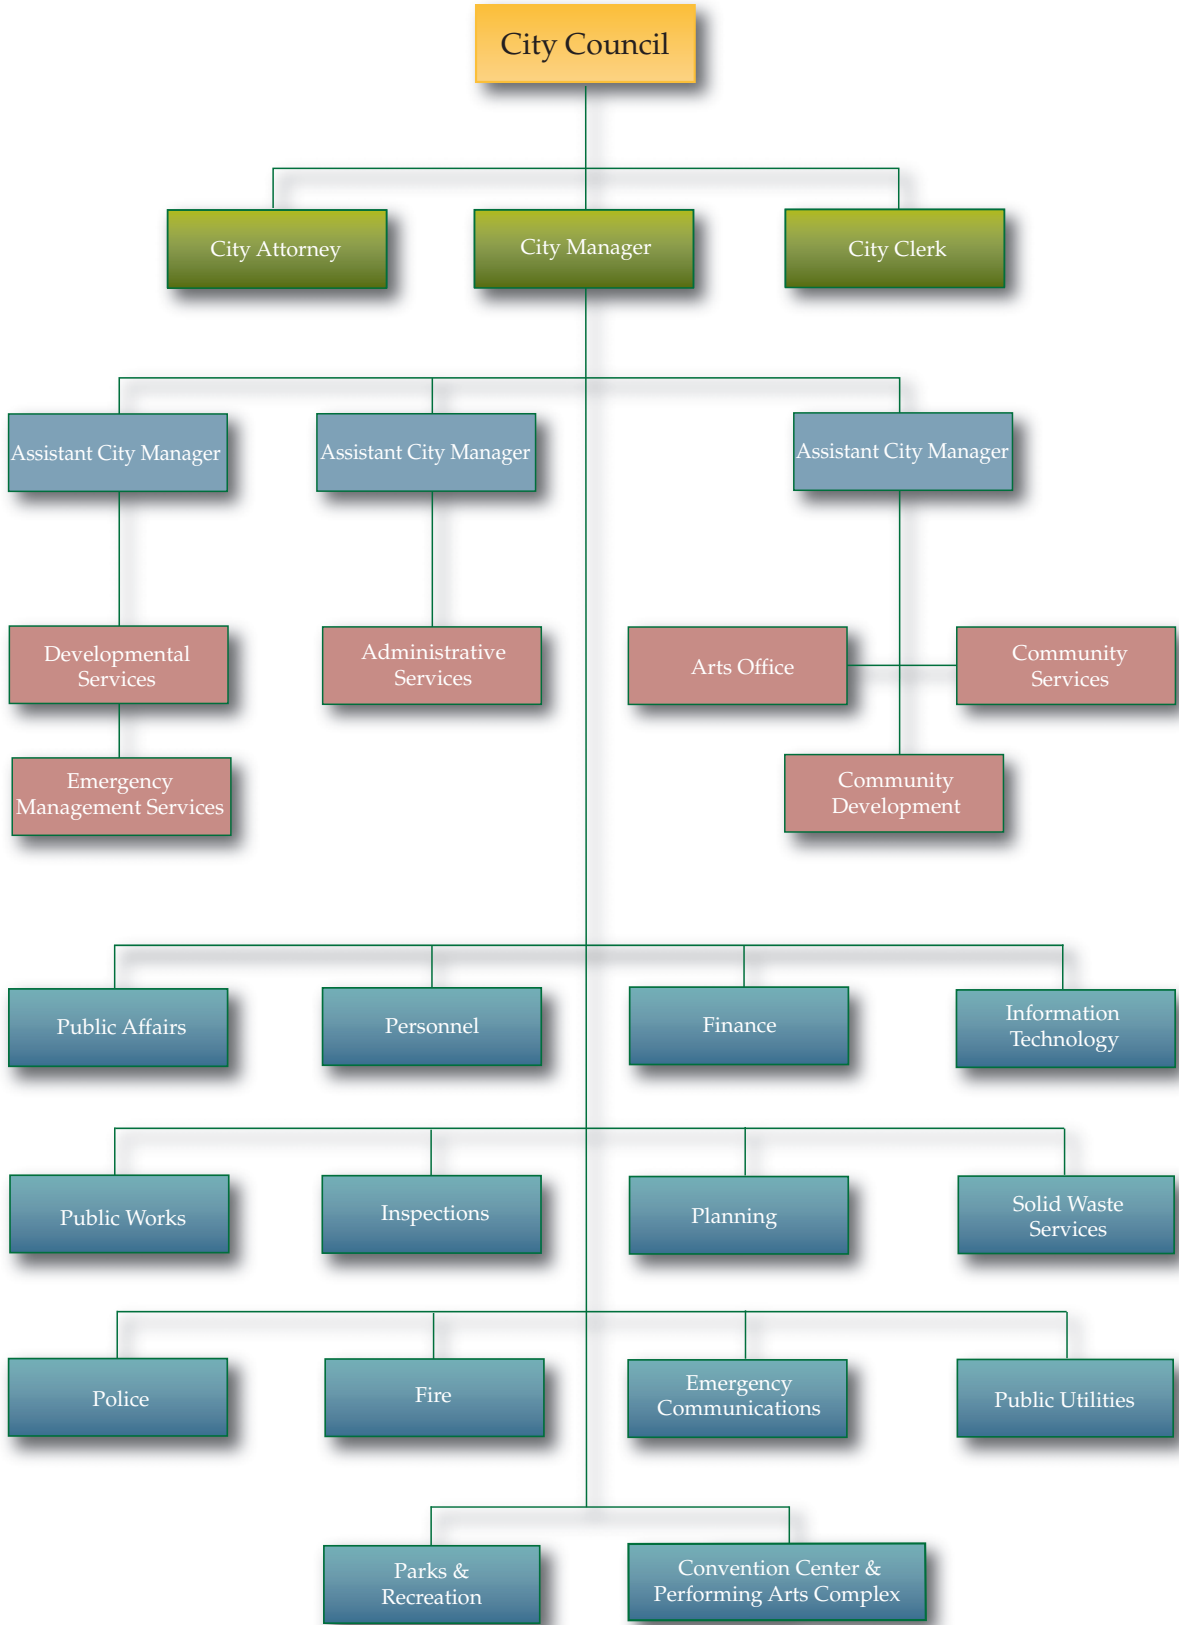 City Council
City Attorney
City Manager
City Clerk
Assistant City Manager
Assistant City Manager
Assistant City Manager
Developmental
Services
Administrative
Services
Arts Office
Community
Services
Emergency
Management Services
Community
Development
Public Affairs
Personnel
Finance
Information
Technology
Public Works
Inspections
Planning
Solid Waste
Services
Police
Fire
Emergency
Communications
Public Utilities
Parks &
Recreation
Convention Center &
Performing Arts Complex